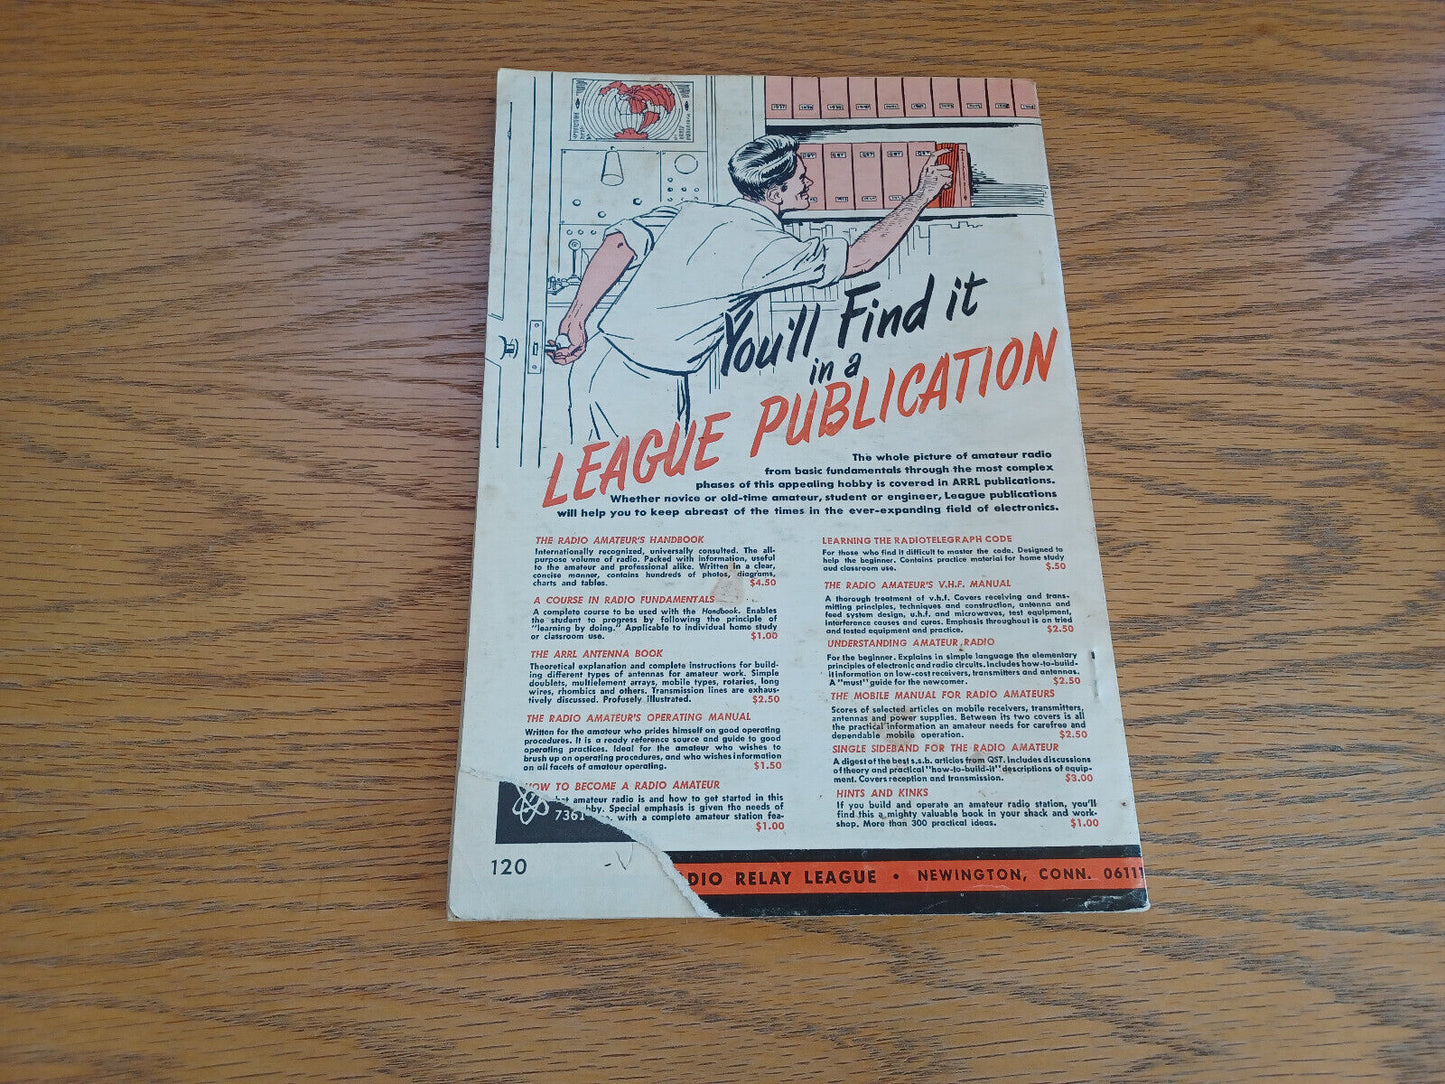 QST QST QST QST
You'll Find it
in a
LEAGUE PUBLICATION
The whole picture of amateur radio
from basic fundamentals through the most complex
phases of this appealing hobby is covered in ARRL publications.
Whether novice or old-time amateur, student or engineer, League publications
will help you to keep abreast of the times in the ever-expanding field of electronics.
THE RADIO AMATEUR'S HANDBOOK
Internationally recognized, universally consulted. The all-
purpose volume of radio. Packed with information, useful
to the amateur and professional alike. Written in a clear,
concise manner, contains hundreds of photos, diagrams,
charts and tables. $4.50
A COURSE IN RADIO FUNDAMENTALS
A complete course to be used with the Handbook. Enables
the student to progress by following the principle of
"learning by doing." Applicable to individual home study
or classroom use. $1.00
THE ARRL ANTENNA BOOK
Theoretical explanation and complete instructions for build-
ing different types of antennas for amateur work. Simple
doublets, multielement arrays, mobile types, rotaries, long
wires, rhombics and others. Transmission lines are exhaus-
tively discussed. Profusely illustrated. $2.50
THE RADIO AMATEUR'S OPERATING MANUAL
Written for the amateur who prides himself on good operating
procedures. It is a ready reference source and guide to good
operating practices. Ideal for the amateur who wishes to
brush up on operating procedures, and who wishes information
on all facets of amateur operating. $1.50
OW TO BECOME A RADIO AMATEUR
hat amateur radio is and how to get started in this
bby. Special emphasis is given the needs of
with a complete amateur station fea-
$1.00
7361
120
LEARNING THE RADIOTELEGRAPH CODE
For those who find it difficult to master the code. Designed to
help the beginner. Contains practice material for home study
and classroom use. $.50
THE RADIO AMATEUR'S V.H.F. MANUAL
A thorough treatment of v.h.f. Covers receiving and trans-
mitting principles, techniques and construction, antenna and
feed system design, u.h.f. and microwaves, test equipment,
interference causes and cures. Emphasis throughout is on tried
and tested equipment and practice. $2.50
UNDERSTANDING AMATEUR RADIO
For the beginner. Explains in simple language the elementary
principles of electronic and radio circuits. Includes how-to-build-
it information on low-cost receivers, transmitters and antennas.
A "must" guide for the newcomer. $2.50
THE MOBILE MANUAL FOR RADIO AMATEURS
Scores of selected articles on mobile receivers, transmitters,
antennas and power supplies. Between its two covers is all
the practical information an amateur needs for carefree and
dependable mobile operation. $2.50
SINGLE SIDEBAND FOR THE RADIO AMATEUR
A digest of the best s.s.b. articles from QST. Includes discussions
of theory and practical "how-to-build-it" descriptions of equip-
ment. Covers reception and transmission. $3.00
HINTS AND KINKS
If you build and operate an amateur radio station, you'll
find this a mighty valuable book in your shack and work-
shop. More than 300 practical ideas. $1.00
DIO RELAY LEAGUE • NEWINGTON, CONN. 06111